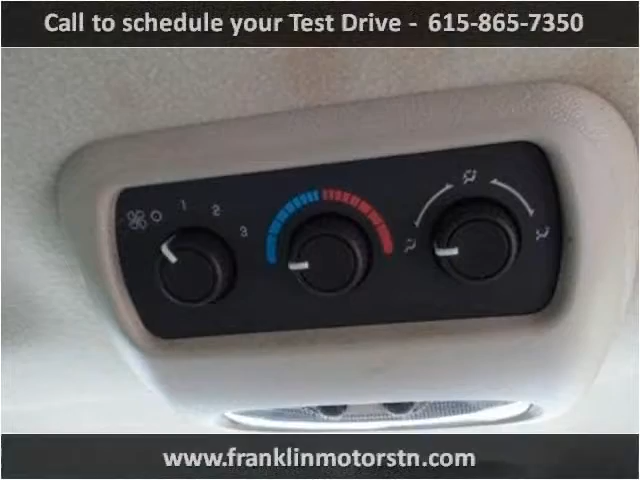 Call to schedule your Test Drive - 615-865-7350
1 2 3
www.franklinmotorstn.com